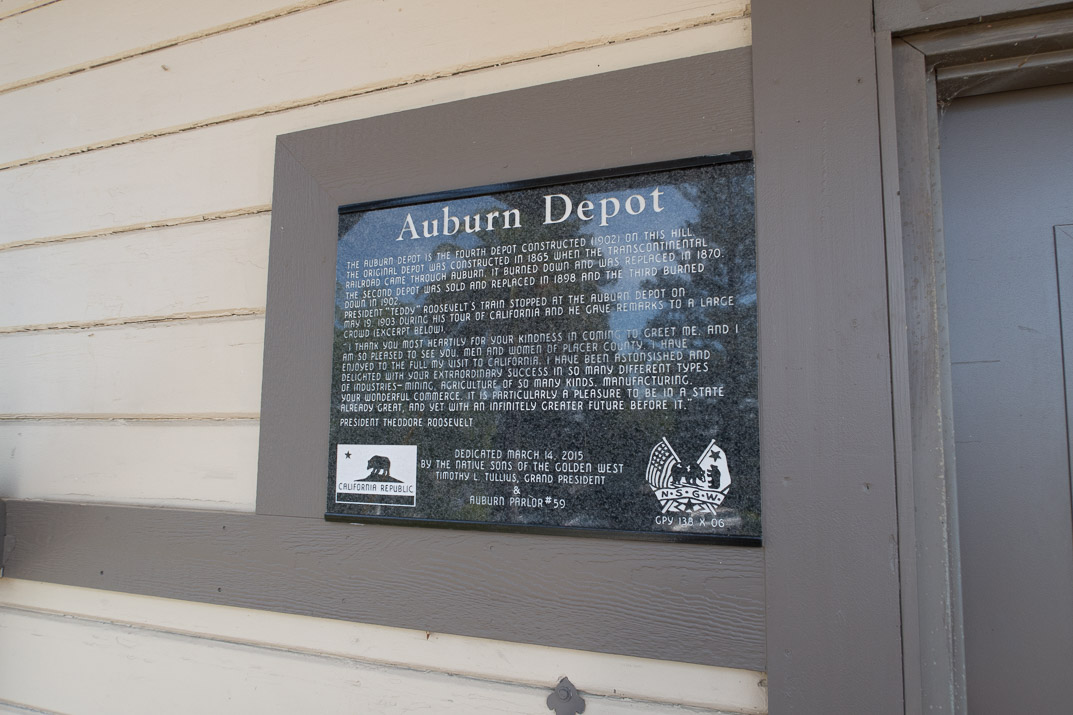 Auburn Depot
THE AUBURN DEPOT IS THE FOURTH DEPOT CONSTRUCTED (1902) ON THIS HILL.
THE ORIGINAL DEPOT WAS CONSTRUCTED IN 1865 WHEN THE TRANSCONTINENTAL
RAILROAD CAME THROUGH AUBURN. IT BURNED DOWN AND WAS REPLACED IN 1870.
THE SECOND DEPOT WAS SOLD AND REPLACED IN 1898 AND THE THIRD BURNED
DOWN IN 1902.
PRESIDENT "TEDDY" ROOSEVELT'S TRAIN STOPPED AT THE AUBURN DEPOT ON
MAY 19, 1903 DURING HIS TOUR OF CALIFORNIA AND HE GAVE REMARKS TO A LARGE
CROWD (EXCERPT BELOW).
"I THANK YOU MOST HEARTILY FOR YOUR KINDNESS IN COMING TO GREET ME, AND I
AM SO PLEASED TO SEE YOU, MEN AND WOMEN OF PLACER COUNTY. I HAVE
ENJOYED TO THE FULL MY VISIT TO CALIFORNIA. I HAVE BEEN ASTONSISHED AND
DELIGHTED WITH YOUR EXTRAORDINARY SUCCESS IN SO MANY DIFFERENT TYPES
OF INDUSTRIES-MINING, AGRICULTURE OF SO MANY KINDS, MANUFACTURING,
YOUR WONDERFUL COMMERCE. IT IS PARTICULARLY A PLEASURE TO BE IN A STATE
ALREADY GREAT, AND YET WITH AN INFINITELY GREATER FUTURE BEFORE IT."
PRESIDENT THEODORE ROOSEVELT
CALIFORNIA REPUBLIC
DEDICATED MARCH 14, 2015
BY THE NATIVE SONS OF THE GOLDEN WEST
TIMOTHY L. TULLIUS, GRAND PRESIDENT
&
AUBURN PARLOR #59
N.S.G.W.
GPY 138 X 06